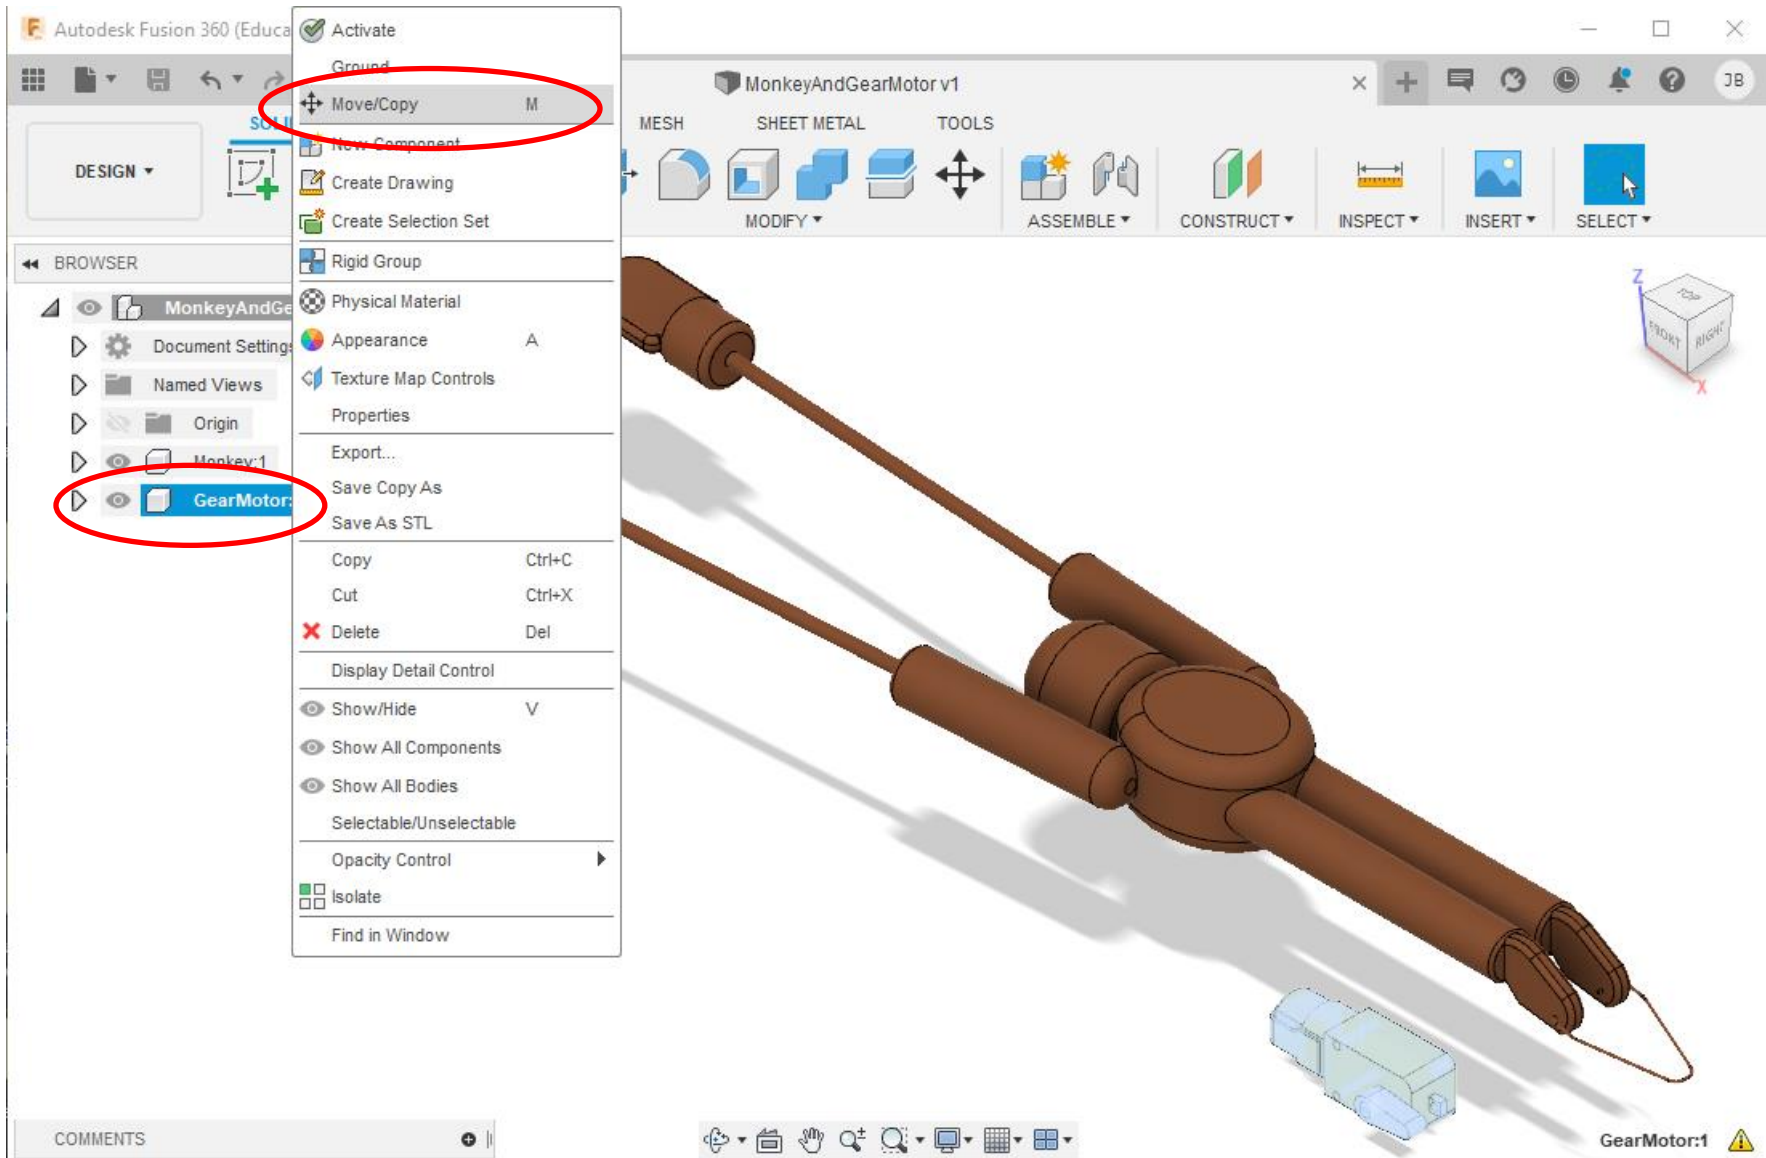 Autodesk Fusion 360 (Educa
MonkeyAndGearMotor v1
JB
SOLI
MESH
SHEET METAL
TOOLS
DESIGN
MODIFY
ASSEMBLE
CONSTRUCT
INSPECT
INSERT
SELECT
BROWSER
MonkeyAndGe
Document Settings
Named Views
Origin
Monkey:1
GearMotor:
Activate
Ground
Move/Copy M
New Component
Create Drawing
Create Selection Set
Rigid Group
Physical Material
Appearance A
Texture Map Controls
Properties
Export...
Save Copy As
Save As STL
Copy Ctrl+C
Cut Ctrl+X
Delete Del
Display Detail Control
Show/Hide V
Show All Components
Show All Bodies
Selectable/Unselectable
Opacity Control
Isolate
Find in Window
Z
TOP
FRONT
RIGHT
X
COMMENTS
GearMotor:1